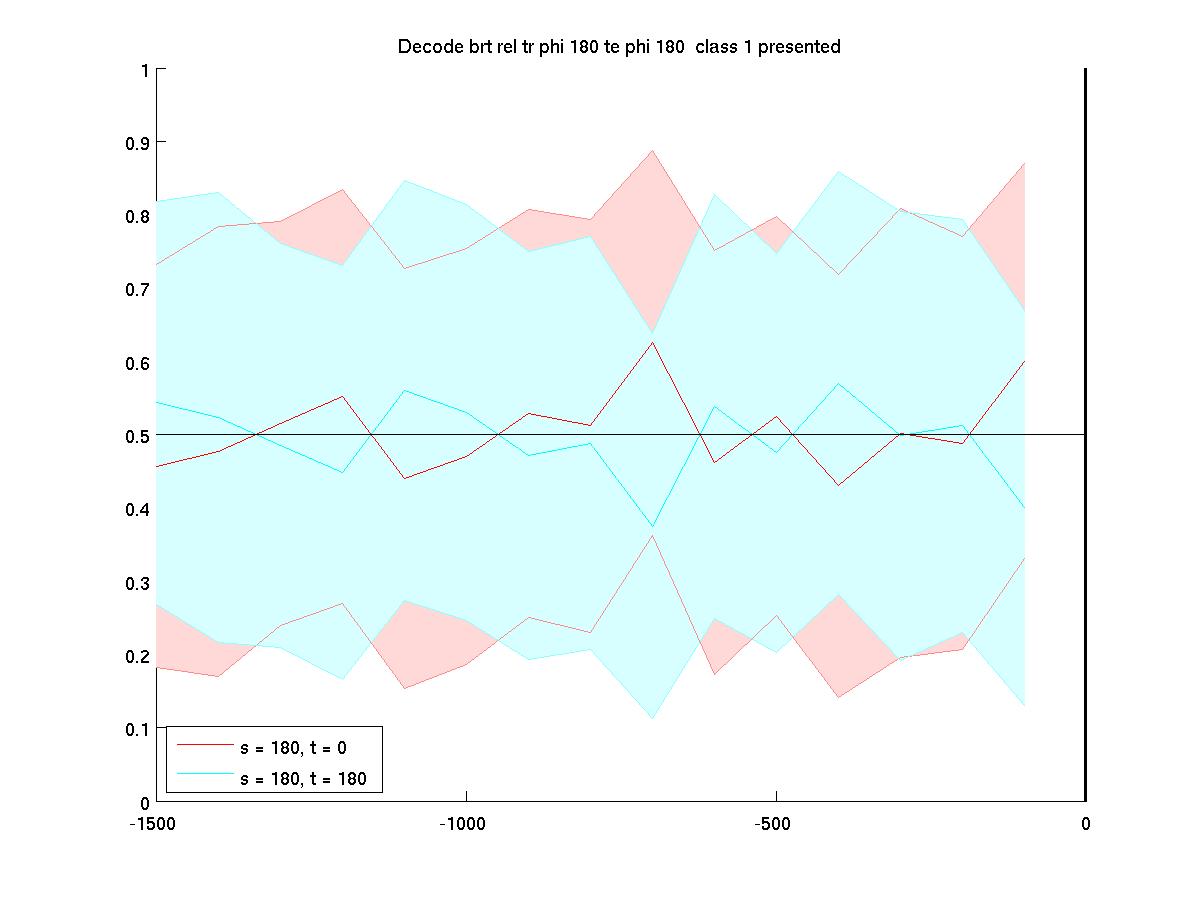 Decode brt rel tr phi 180 te phi 180 class 1 presented
1
0.9
0.8
0.7
0.6
0.5
0.4
0.3
0.2
0.1
0
s = 180, t = 0
s = 180, t = 180
-1500 -1000 -500 0